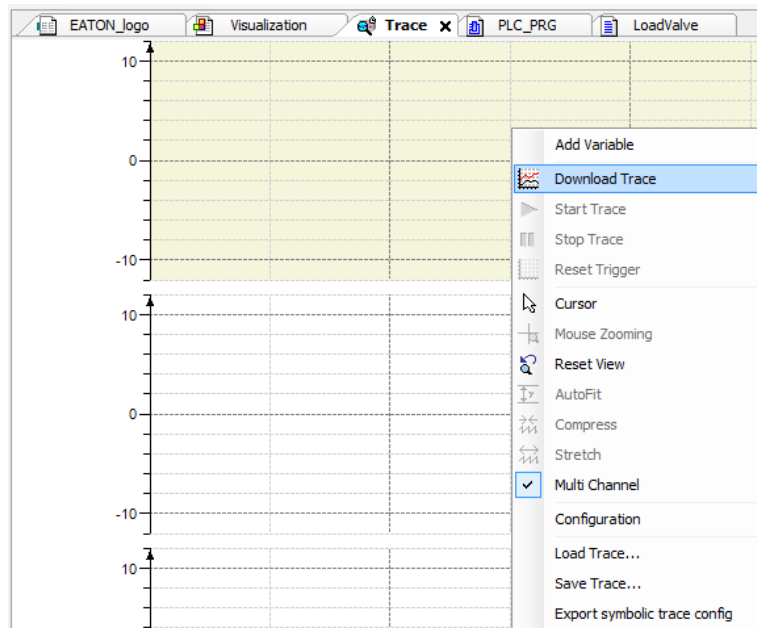 EATON_logo Visualization Trace PLC_PRG LoadValve
10
0
-10
10
0
-10
10
Add Variable
Download Trace
Start Trace
Stop Trace
Reset Trigger
Cursor
Mouse Zooming
Reset View
AutoFit
Compress
Stretch
Multi Channel
Configuration
Load Trace...
Save Trace...
Export symbolic trace config